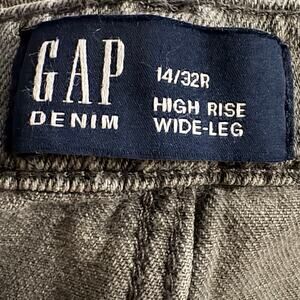 GAP
DENIM
14/32R
HIGH RISE
WIDE-LEG